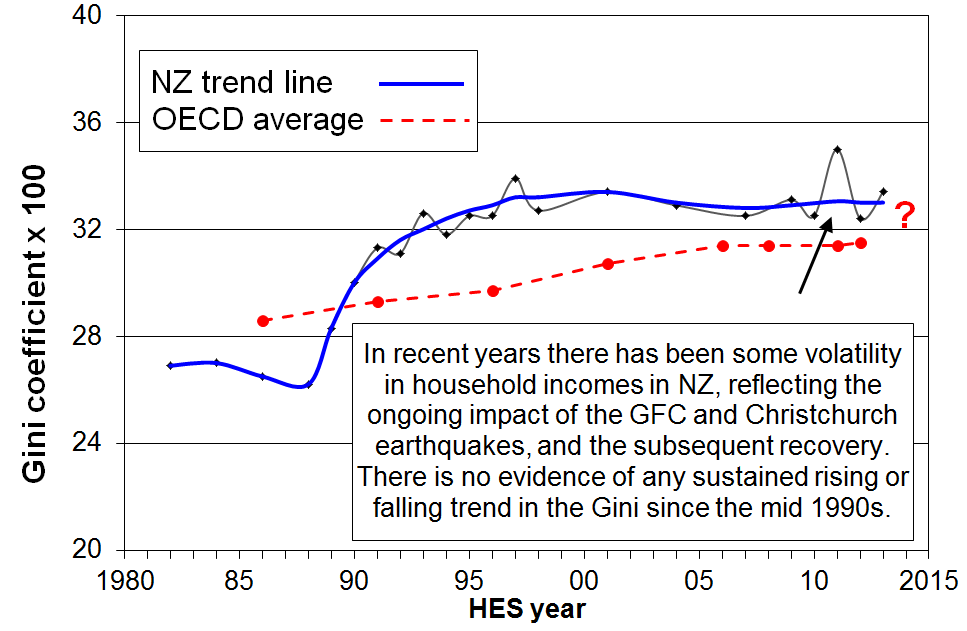 40
36
32
28
24
20
Gini coefficient x 100
NZ trend line
OECD average
?
In recent years there has been some volatility
in household incomes in NZ, reflecting the
ongoing impact of the GFC and Christchurch
earthquakes, and the subsequent recovery.
There is no evidence of any sustained rising or
falling trend in the Gini since the mid 1990s.
1980 85 90 95 00 05 10 2015
HES year